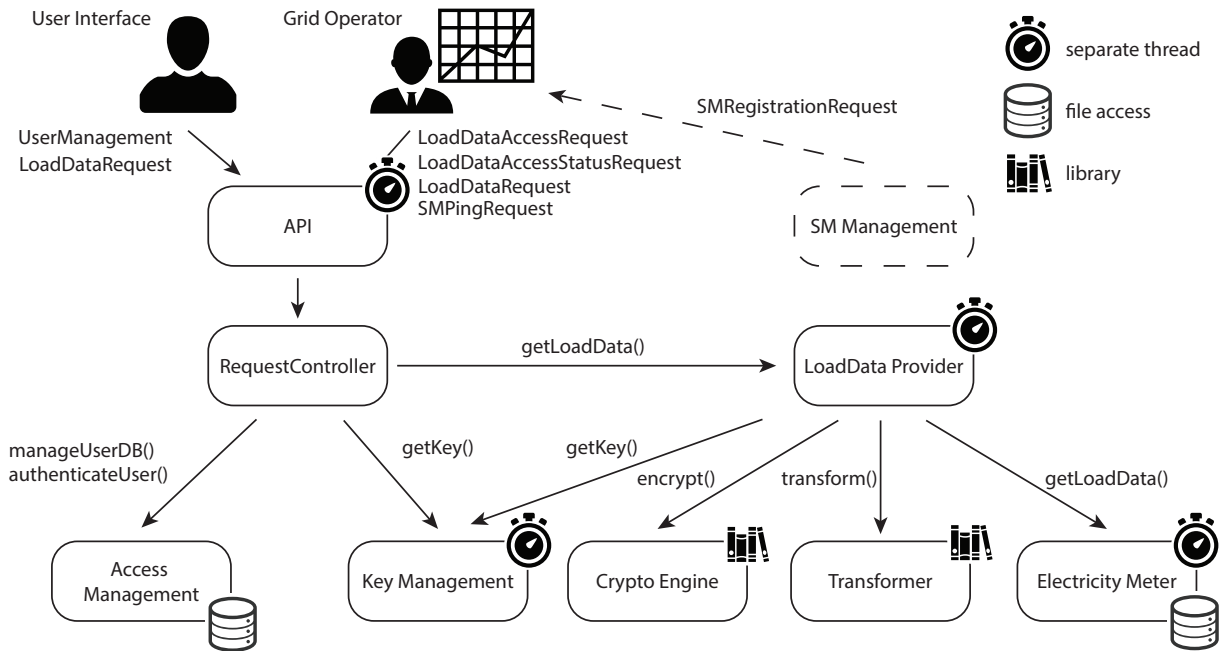 User Interface
Grid Operator
separate thread
file access
library
SMRegistrationRequest
UserManagement
LoadDataRequest
LoadDataAccessRequest
LoadDataAccessStatusRequest
LoadDataRequest
SMPingRequest
API
SM Management
RequestController
getLoadData()
LoadData Provider
manageUserDB()
authenticateUser()
getKey()
getKey()
encrypt()
transform()
getLoadData()
Access
Management
Key Management
Crypto Engine
Transformer
Electricity Meter